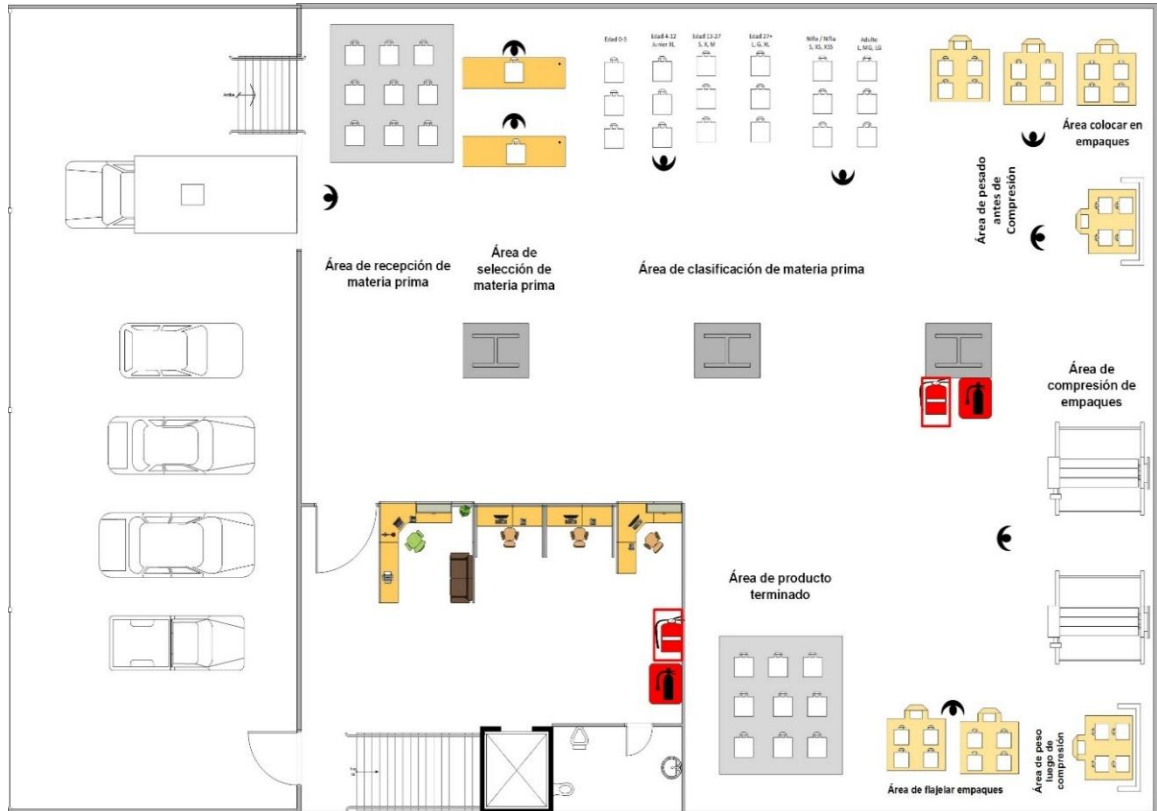 Edad 0-3
Edad 4-12
Junior XL
Edad 13-27
S, X, M
Edad 27+
L, G, XL
Niño / Niña
S, XS, XSS
Adulto
L, MG, LG
Arriba
Área colocar en
empaques
Área de pesado
antes de
Compresión
Área de recepción de
materia prima
Área de
selección de
materia prima
Área de clasificación de materia prima
Área de
compresión de
empaques
Área de producto
terminado
Área de flajelar empaques
Área de peso
luego de
compresión